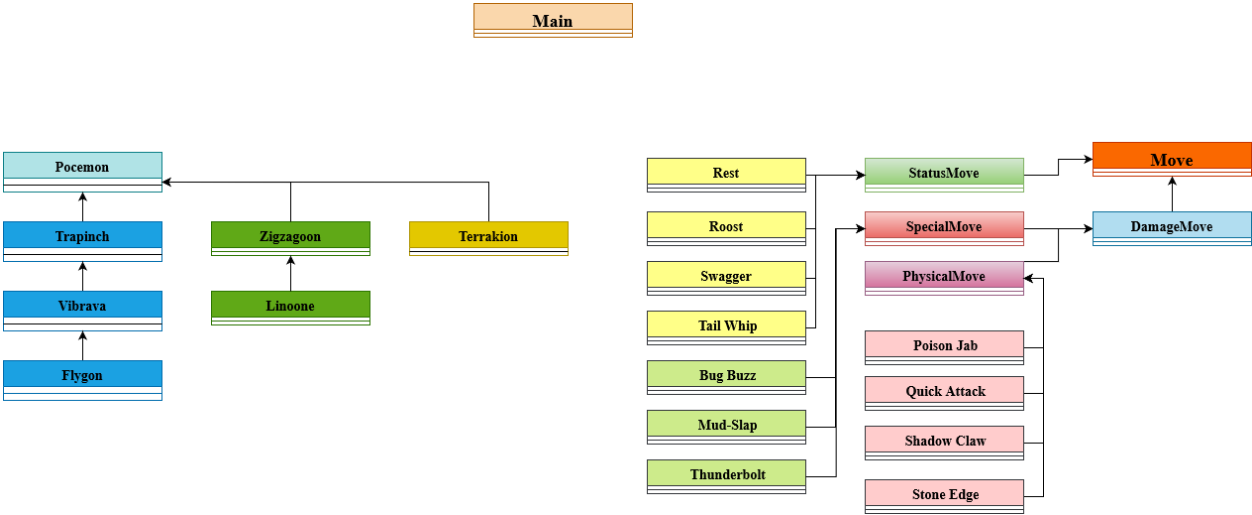 Main
Pocemon
Trapinch
Zigzagoon
Terrakion
Vibrava
Linoone
Flygon
Rest
StatusMove
Move
Roost
SpecialMove
DamageMove
Swagger
PhysicalMove
Tail Whip
Poison Jab
Bug Buzz
Quick Attack
Mud-Slap
Shadow Claw
Thunderbolt
Stone Edge